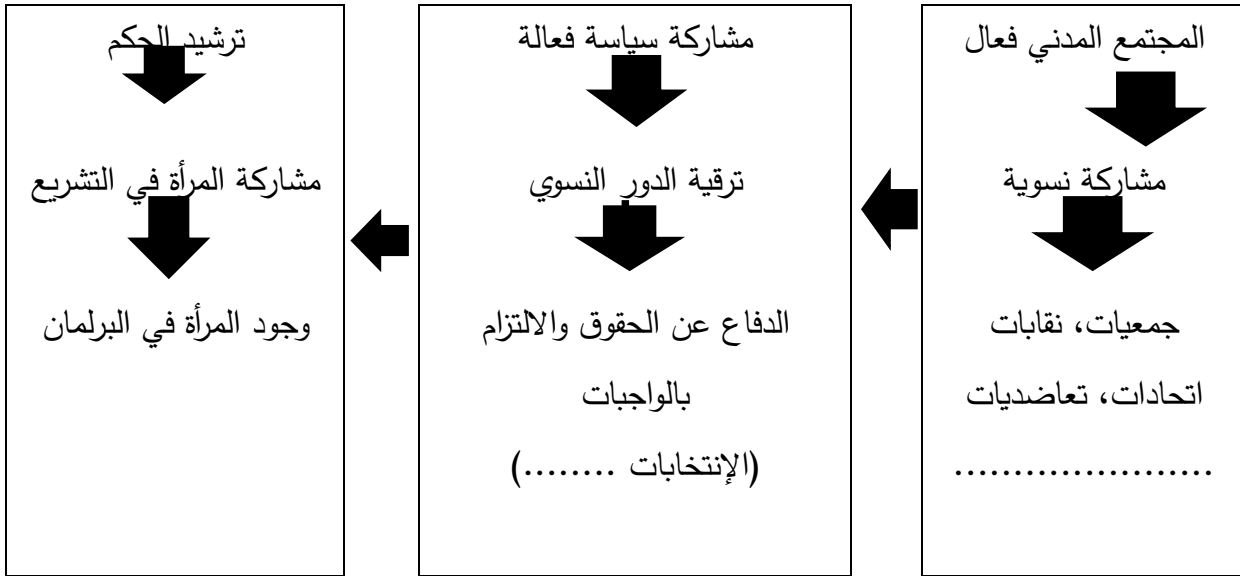 المجتمع المدني فعال
مشاركة نسوية
جمعيات، نقابات
اتحادات، تعاضديات
......................
مشاركة سياسة فعالة
ترقية الدور النسوي
الدفاع عن الحقوق والالتزام
بالواجبات
(الإنتخابات ........)
ترشيد الحكم
مشاركة المرأة في التشريع
وجود المرأة في البرلمان